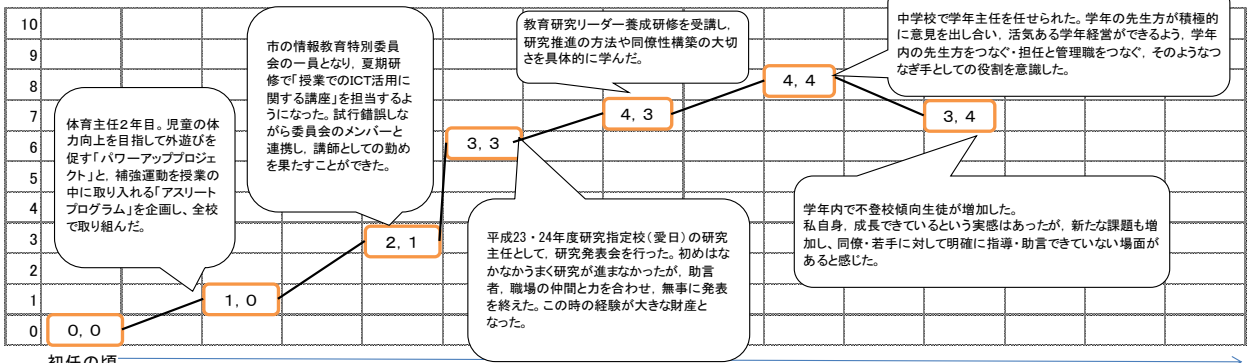 10
9
8
7
6
5
4
3
2
1
0
体育主任2年目。児童の体
力向上を目指して外遊びを
促す「パワーアッププロジェ
クト」と，補強運動を授業の
中に取り入れる「アスリート
プログラム」を企画し、全校
で取り組んだ。
市の情報教育特別委員
会の一員となり，夏期研
修で「授業でのICT活用に
関する講座」を担当するよ
うになった。試行錯誤しな
がら委員会のメンバーと
連携し，講師としての勤め
を果たすことができた。
教育研究リーダー養成研修を受講し，
研究推進の方法や同僚性構築の大切
さを具体的に学んだ。
中学校で学年主任を任せられた。学年の先生方が積極的
に意見を出し合い，活気ある学年経営ができるよう，学年
内の先生方をつなぐ・担任と管理職をつなぐ，そのようなつ
なぎ手としての役割を意識した。
平成23・24年度研究指定校（愛日）の研究
主任として，研究発表会を行った。初めはな
かなかうまく研究が進まなかったが，助言
者，職場の仲間と力を合わせ，無事に発表
を終えた。この時の経験が大きな財産と
なった。
学年内で不登校傾向生徒が増加した。
私自身，成長できているという実感はあったが，新たな課題も増
加し、同僚・若手に対して明確に指導・助言できていない場面が
あると感じた。
0，0
1，0
2，1
3，3
4，3
4，4
3，4
初任の頃